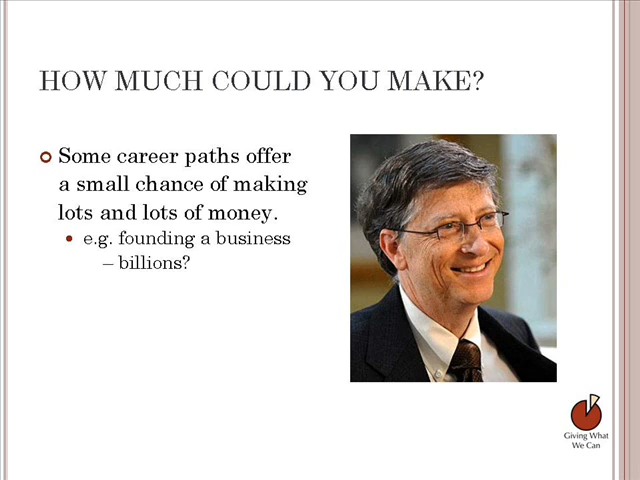 HOW MUCH COULD YOU MAKE?
Some career paths offer
a small chance of making
lots and lots of money.
e.g. founding a business
– billions?
Giving What
We Can